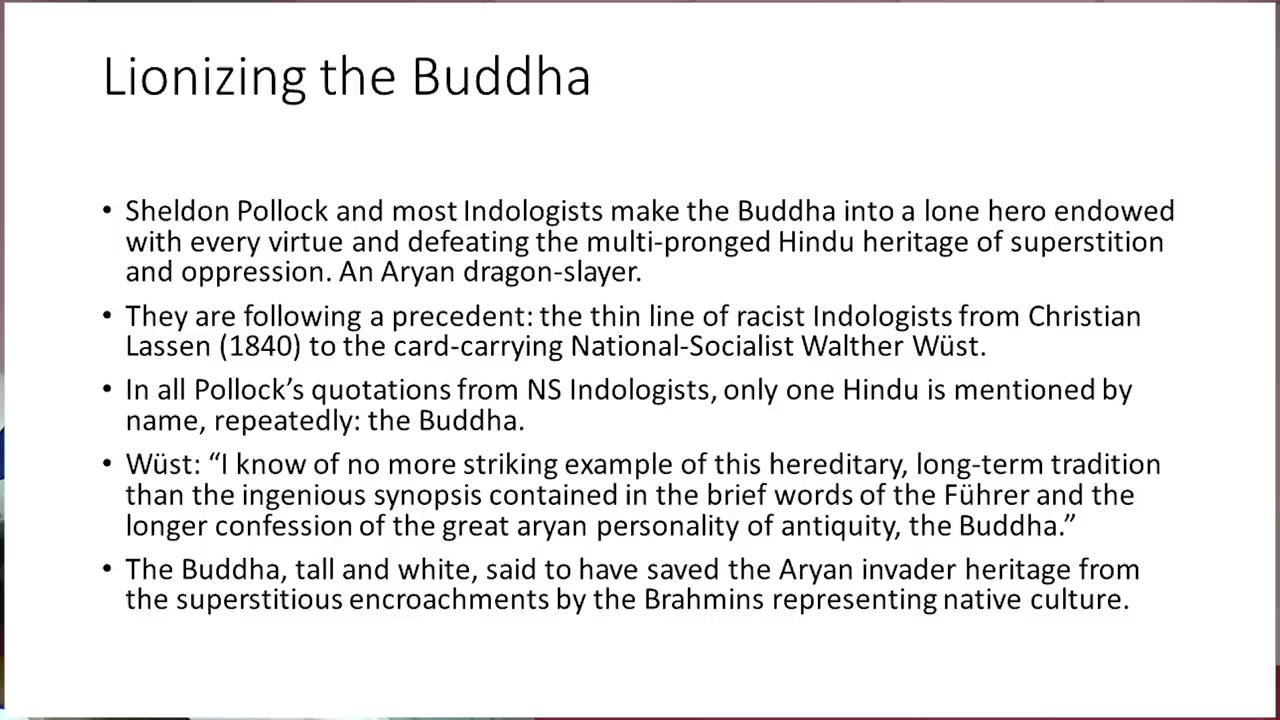 Lionizing the Buddha
• Sheldon Pollock and most Indologists make the Buddha into a lone hero endowed
with every virtue and defeating the multi-pronged Hindu heritage of superstition
and oppression. An Aryan dragon-slayer.
• They are following a precedent: the thin line of racist Indologists from Christian
Lassen (1840) to the card-carrying National-Socialist Walther Wüst.
• In all Pollock’s quotations from NS Indologists, only one Hindu is mentioned by
name, repeatedly: the Buddha.
• Wüst: “I know of no more striking example of this hereditary, long-term tradition
than the ingenious synopsis contained in the brief words of the Führer and the
longer confession of the great aryan personality of antiquity, the Buddha.”
• The Buddha, tall and white, said to have saved the Aryan invader heritage from
the superstitious encroachments by the Brahmins representing native culture.